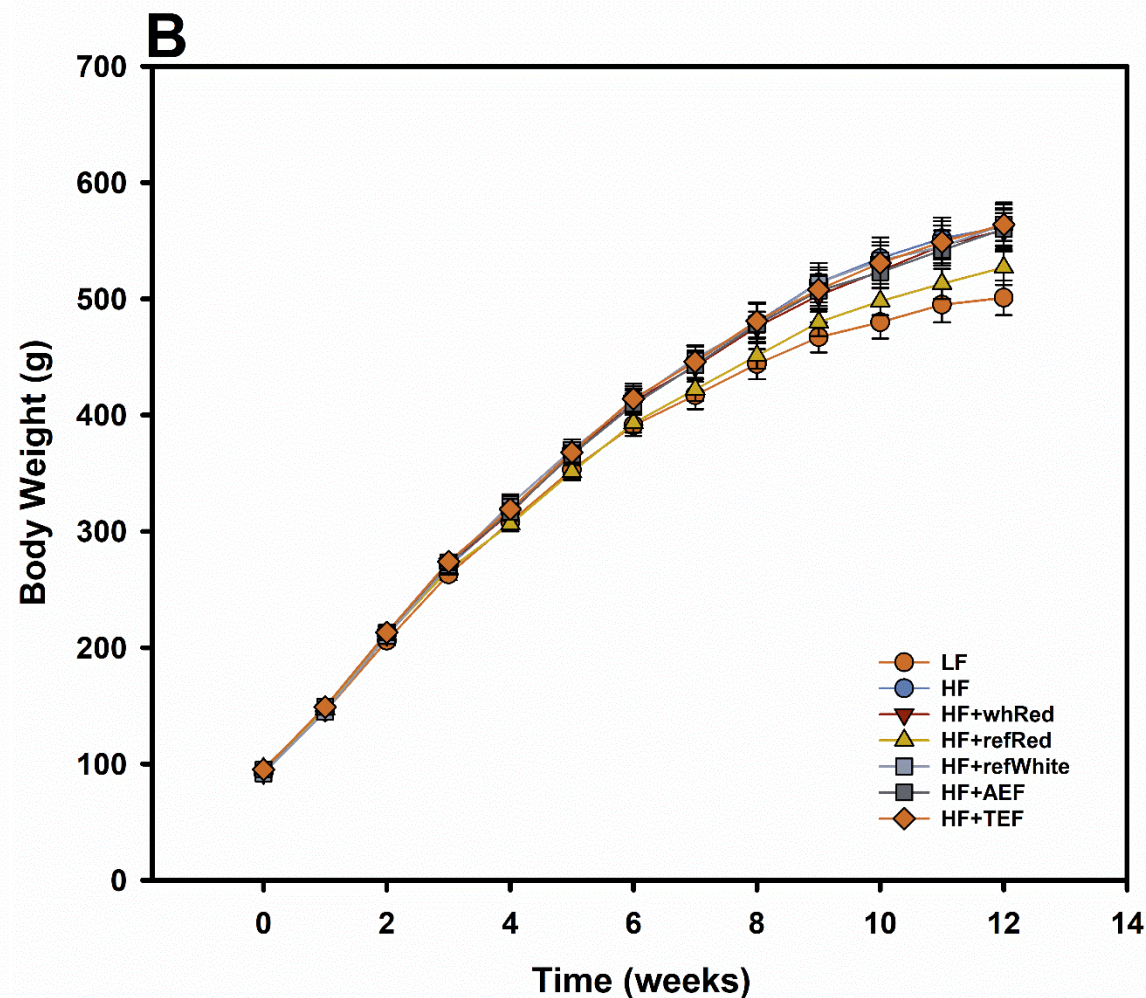 B
700
600
500
400
300
200
100
0
Body Weight (g)
LF
HF
HF+whRed
HF+refRed
HF+refWhite
HF+AEF
HF+TEF
0 2 4 6 8 10 12 14
Time (weeks)